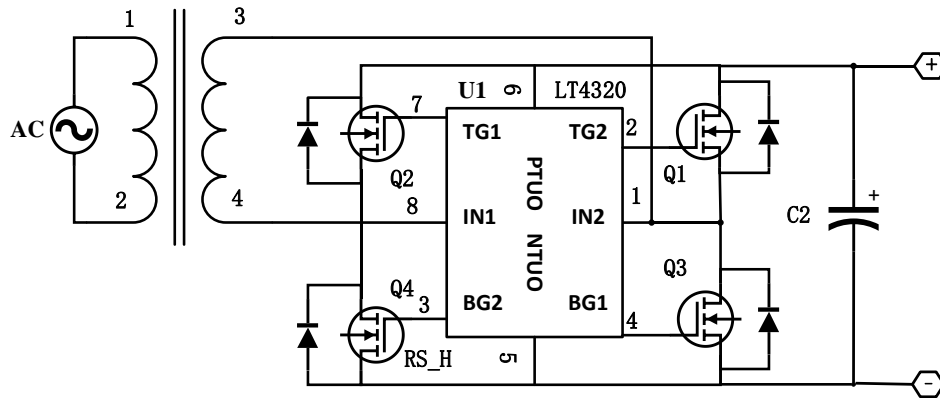 1
3
U1
6
LT4320
7
TG1
TG2
2
AC
Q2
PTUO
Q1
2
4
8
IN1
IN2
1
NTUO
C2
+
Q4
Q3
3
BG2
BG1
4
RS_H
5
+
-